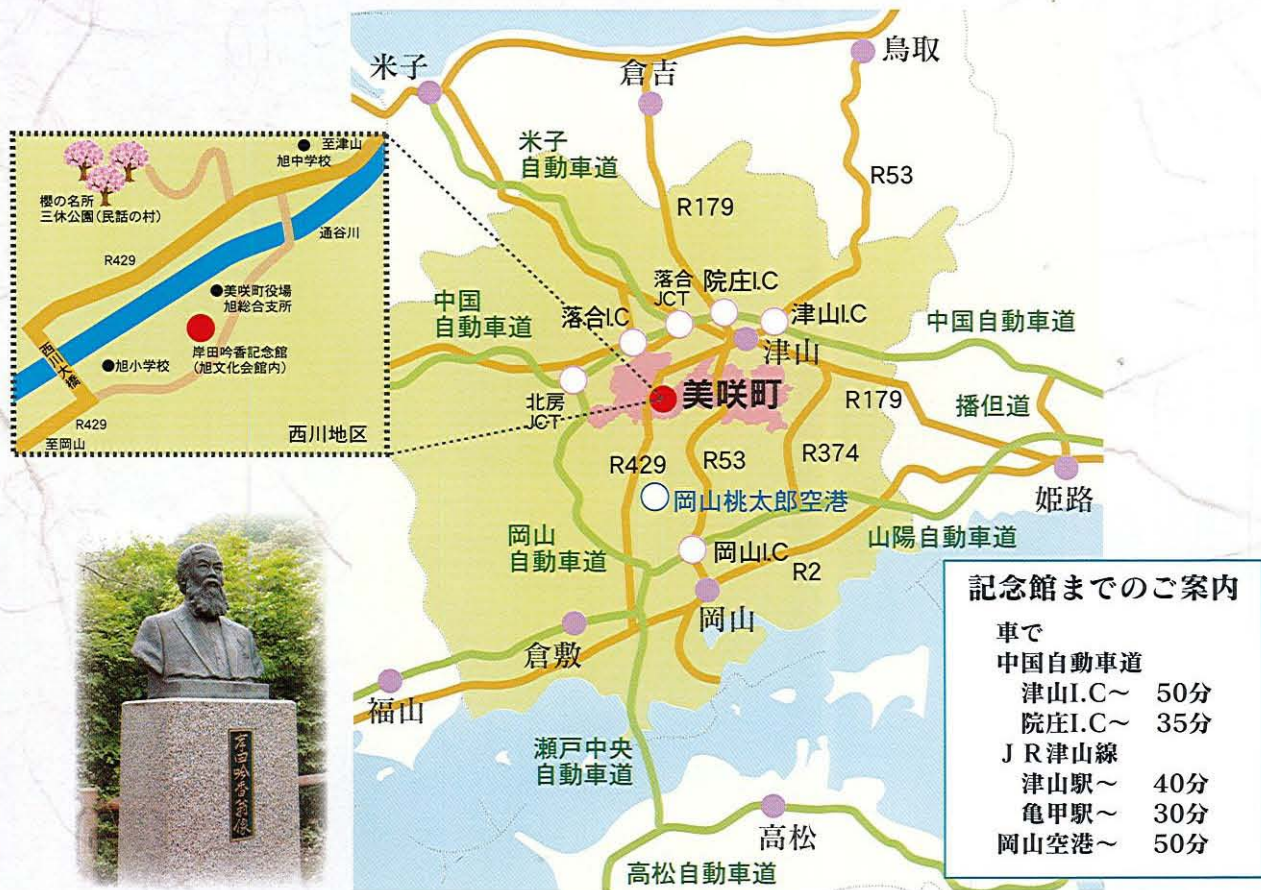 米子
倉吉
鳥取
米子
自動車道
R179
R53
至津山
旭中学校
櫻の名所
三休公園(民話の村)
通谷川
R429
美咲町役場
旭総合支所
西川大橋
旭小学校
岸田吟香記念館
(旭文化会館内)
R429
至岡山
西川地区
中国
自動車道
落合I.C
落合
JCT
院庄I.C
津山I.C
津山
中国自動車道
北房
JCT
美咲町
R179
播但道
R429
R53
R374
姫路
岡山桃太郎空港
岡山
自動車道
岡山I.C
R2
山陽自動車道
岡山
倉敷
福山
瀬戸中央
自動車道
高松
高松自動車道
岸田吟香翁像
記念館までのご案内
車で
中国自動車道
津山I.C~ 50分
院庄I.C~ 35分
JR津山線
津山駅~ 40分
亀甲駅~ 30分
岡山空港~ 50分